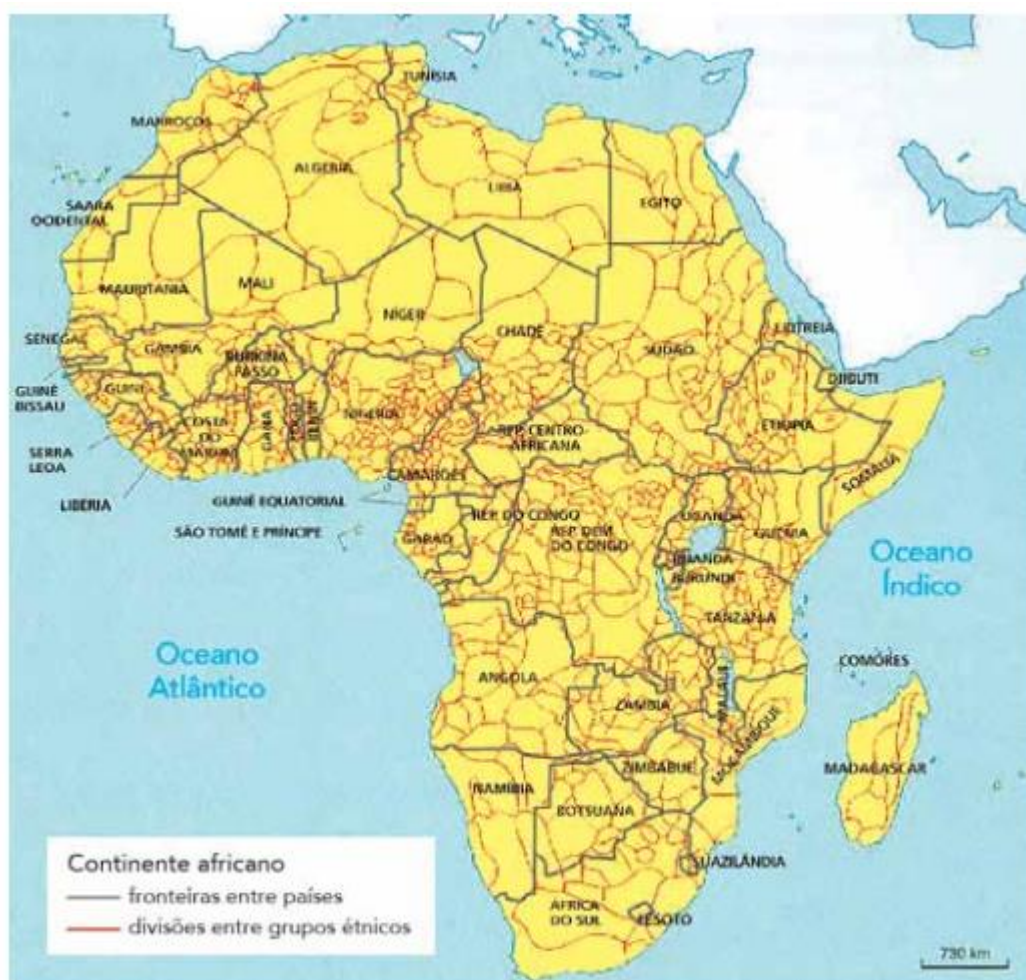 TUNÍSIA
MARROCOS
ARGÉLIA
LÍBIA
EGITO
SAARA
OCIDENTAL
MAURITÂNIA
MALI
NÍGER
CHADE
SUDÃO
ERITREIA
DJIBUTI
SENEGAL
GÂMBIA
BURKINA
FASSO
GUINÉ
BISSAU
GUINÉ
COSTA
DO
MARFIM
GANA
TOGO
BENIN
NIGÉRIA
REP. CENTRO-
AFRICANA
ETIÓPIA
SOMÁLIA
SERRA
LEOA
LIBÉRIA
CAMARÕES
GUINÉ EQUATORIAL
SÃO TOMÉ E PRÍNCIPE
GABÃO
REP. DO CONGO
REP. DEM.
DO CONGO
UGANDA
QUÊNIA
RUANDA
BURUNDI
TANZÂNIA
Oceano
Índico
Oceano
Atlântico
COMORES
ANGOLA
ZÂMBIA
MALAUÍ
MOÇAMBIQUE
MADAGASCAR
ZIMBABUE
NAMÍBIA
BOTSUANA
SUAZILÂNDIA
ÁFRICA
DO SUL
LESOTO
Continente africano
fronteiras entre países
divisões entre grupos étnicos
730 km